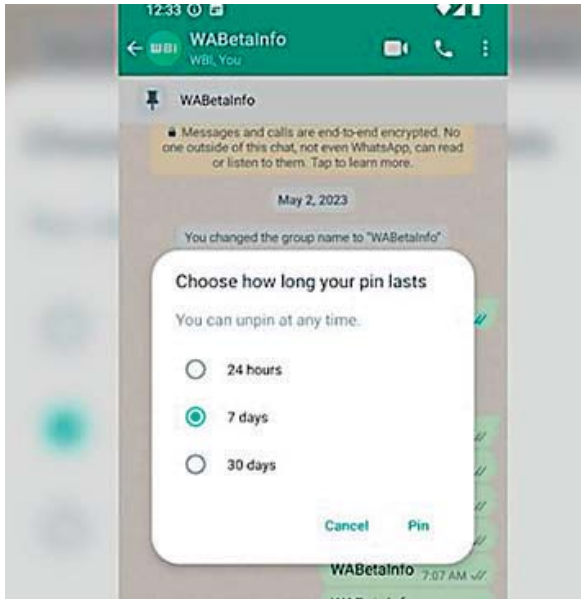 12:33
WBI WABetaInfo
WBI, You
WABetaInfo
Messages and calls are end-to-end encrypted. No
one outside of this chat, not even WhatsApp, can read
or listen to them. Tap to learn more.
May 2, 2023
You changed the group name to "WABetaInfo"
Choose how long your pin lasts
You can unpin at any time.
24 hours
7 days
30 days
Cancel Pin
WABetaInfo 7:07 AM